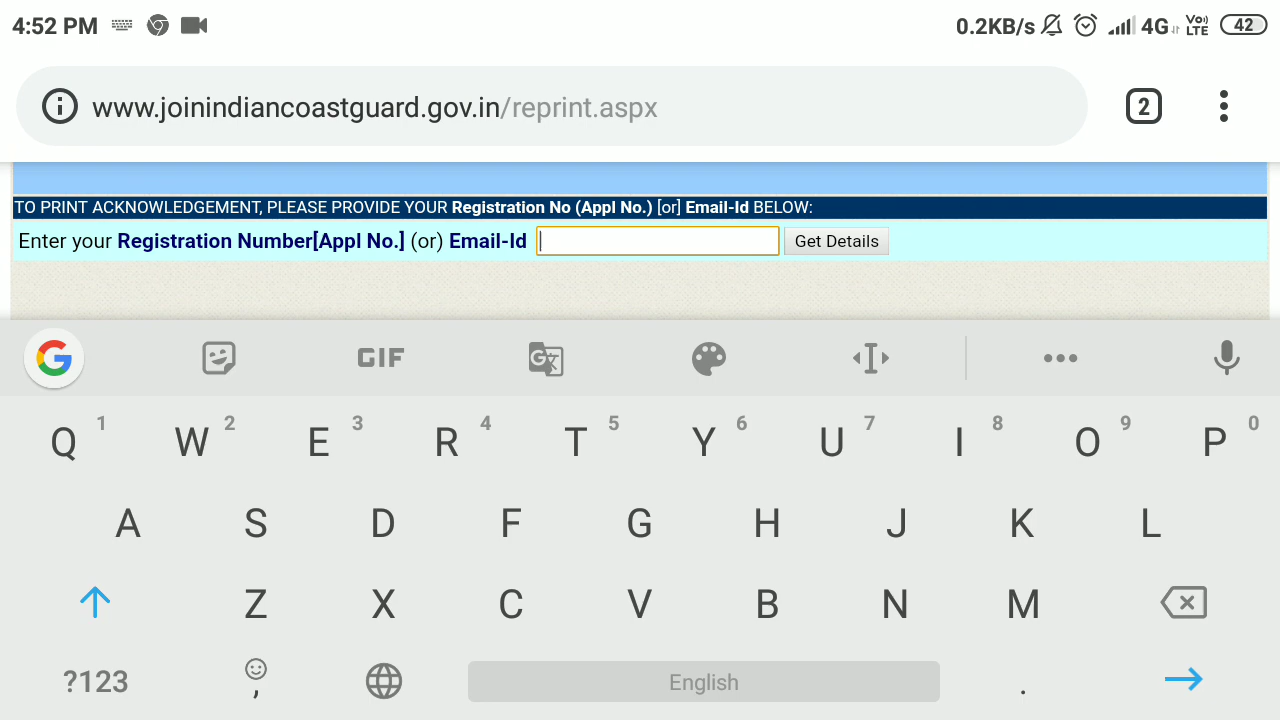 4:52 PM 0.2KB/s 4G Vo)) LTE 42
www.joinindiancoastguard.gov.in/reprint.aspx 2
TO PRINT ACKNOWLEDGEMENT, PLEASE PROVIDE YOUR Registration No (Appl No.) [or] Email-Id BELOW:
Enter your Registration Number[Appl No.] (or) Email-Id Get Details
G GIF G
Q 1 W 2 E 3 R 4 T 5 Y 6 U 7 I 8 O 9 P 0
A S D F G H J K L
Z X C V B N M
?123 , English .